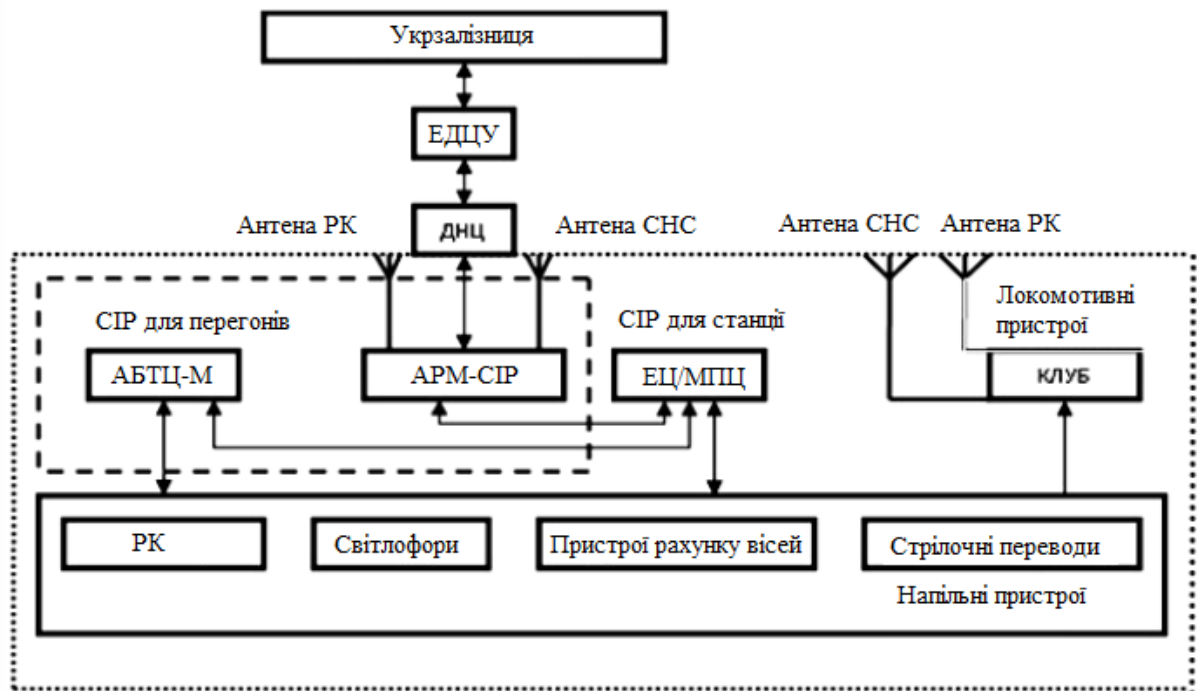 Укрзалізниця
ЕДЦУ
ДНЦ
Антена РК
Антена СНС
Антена СНС
Антена РК
Локомотивні
пристрої
СІР для перегонів
СІР для станції
АБТЦ-М
АРМ-СІР
ЕЦ/МПЦ
КЛУБ
РК
Світлофори
Пристрої рахунку вісей
Стрілочні переводи
Напільні пристрої